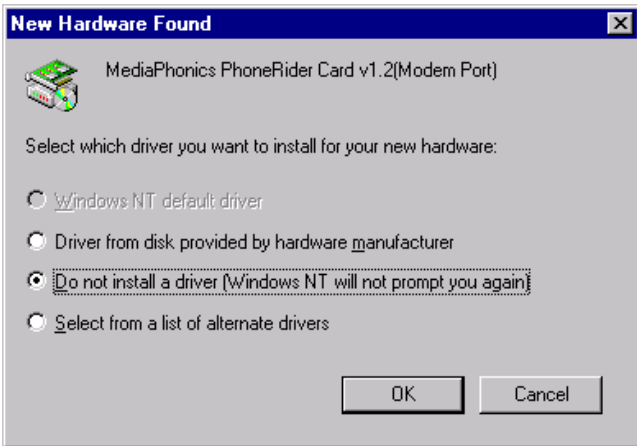 New Hardware Found
MediaPhonics PhoneRider Card v1.2(Modem Port)
Select which driver you want to install for your new hardware:
Windows NT default driver
Driver from disk provided by hardware manufacturer
Do not install a driver (Windows NT will not prompt you again)
Select from a list of alternate drivers
OK
Cancel